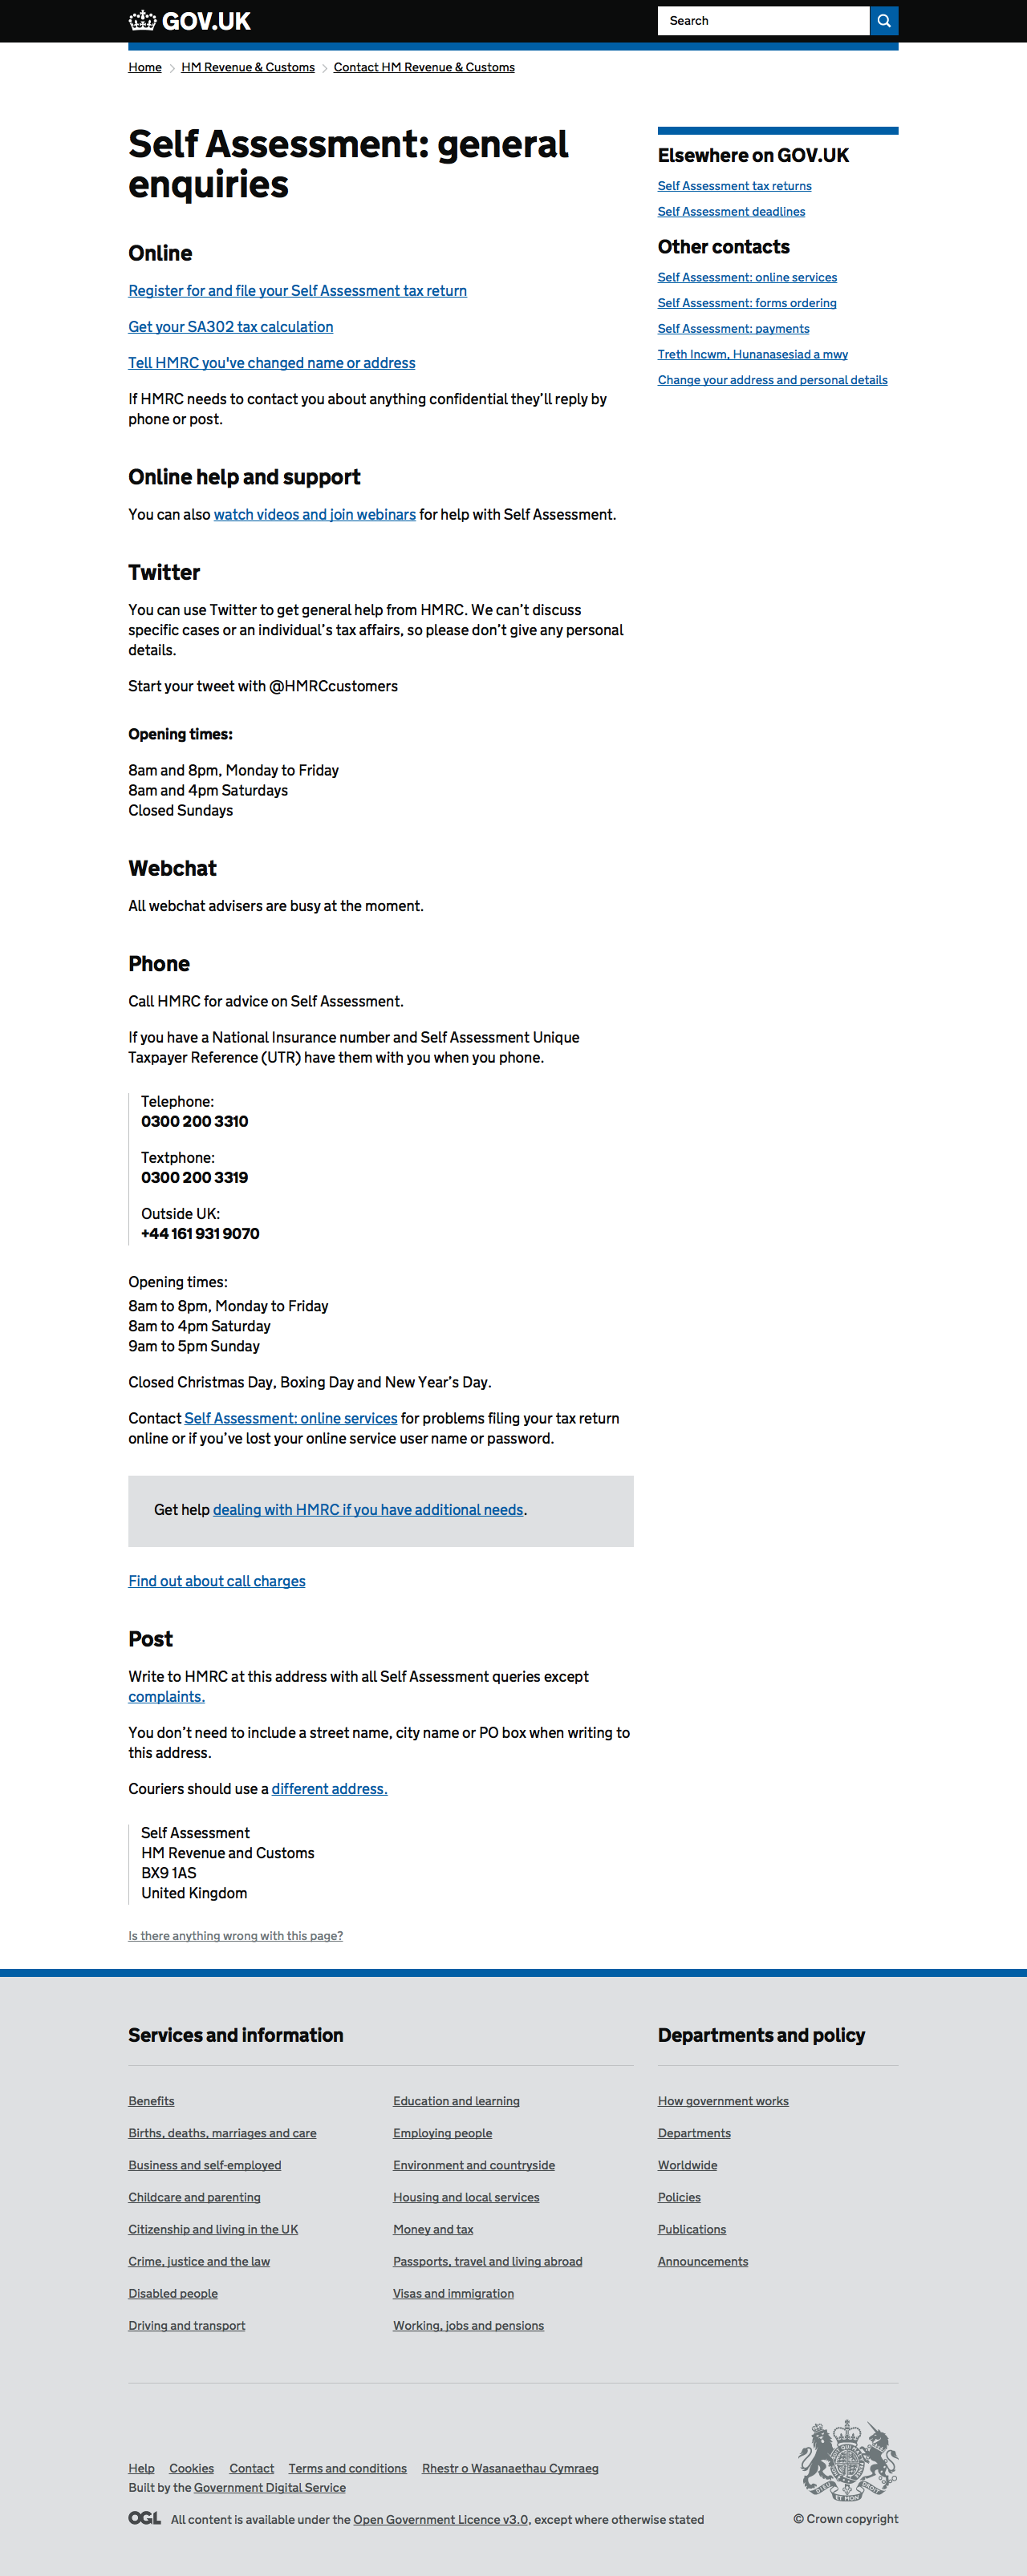 GOV.UK
Search
Home
HM Revenue & Customs
Contact HM Revenue & Customs
Self Assessment: general
enquiries
Online
Register for and file your Self Assessment tax return
Get your SA302 tax calculation
Tell HMRC you've changed name or address
If HMRC needs to contact you about anything confidential they’ll reply by
phone or post.
Online help and support
You can also watch videos and join webinars for help with Self Assessment.
Twitter
You can use Twitter to get general help from HMRC. We can’t discuss
specific cases or an individual’s tax affairs, so please don’t give any personal
details.
Start your tweet with @HMRCcustomers
Opening times:
8am and 8pm, Monday to Friday
8am and 4pm Saturdays
Closed Sundays
Webchat
All webchat advisers are busy at the moment.
Phone
Call HMRC for advice on Self Assessment.
If you have a National Insurance number and Self Assessment Unique
Taxpayer Reference (UTR) have them with you when you phone.
Telephone:
0300 200 3310
Textphone:
0300 200 3319
Outside UK:
+44 161 931 9070
Opening times:
8am to 8pm, Monday to Friday
8am to 4pm Saturday
9am to 5pm Sunday
Closed Christmas Day, Boxing Day and New Year’s Day.
Contact Self Assessment: online services for problems filing your tax return
online or if you’ve lost your online service user name or password.
Get help dealing with HMRC if you have additional needs.
Find out about call charges
Post
Write to HMRC at this address with all Self Assessment queries except
complaints.
You don’t need to include a street name, city name or PO box when writing to
this address.
Couriers should use a different address.
Self Assessment
HM Revenue and Customs
BX9 1AS
United Kingdom
Is there anything wrong with this page?
Elsewhere on GOV.UK
Self Assessment tax returns
Self Assessment deadlines
Other contacts
Self Assessment: online services
Self Assessment: forms ordering
Self Assessment: payments
Treth Incwm, Hunanasesiad a mwy
Change your address and personal details
Services and information
Benefits
Births, deaths, marriages and care
Business and self-employed
Childcare and parenting
Citizenship and living in the UK
Crime, justice and the law
Disabled people
Driving and transport
Education and learning
Employing people
Environment and countryside
Housing and local services
Money and tax
Passports, travel and living abroad
Visas and immigration
Working, jobs and pensions
Departments and policy
How government works
Departments
Worldwide
Policies
Publications
Announcements
Help
Cookies
Contact
Terms and conditions
Rhestr o Wasanaethau Cymraeg
Built by the Government Digital Service
OGL
All content is available under the Open Government Licence v3.0, except where otherwise stated
© Crown copyright